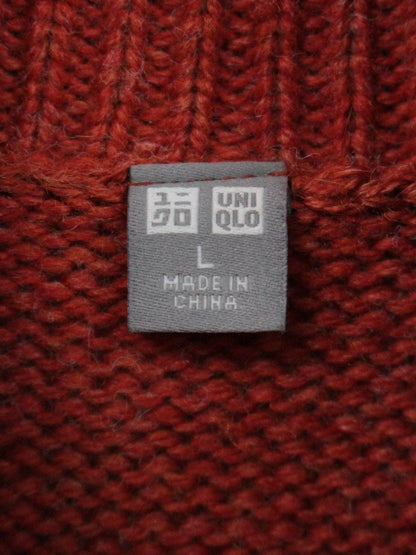 ユニ UNI
クロ QLO
L
MADE IN
CHINA